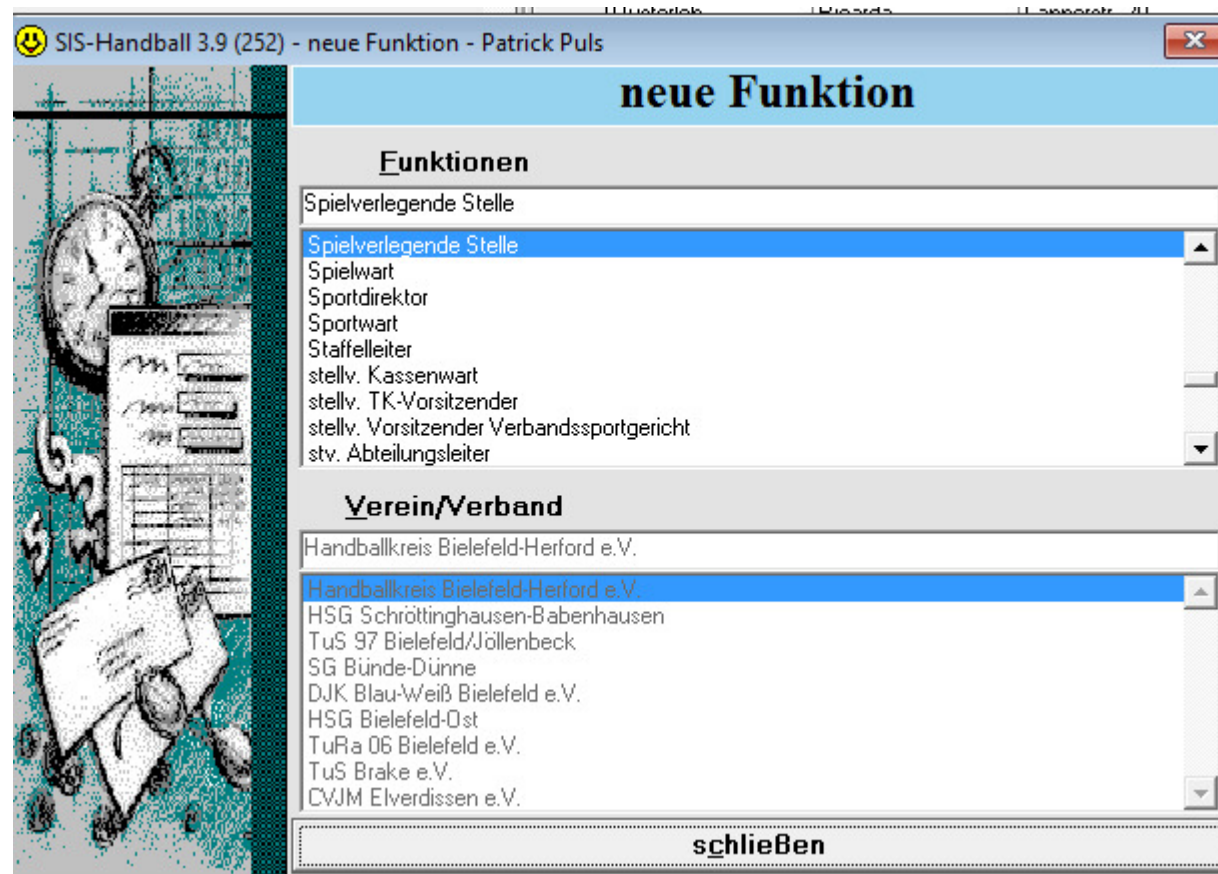 Ricarda
SIS-Handball 3.9 (252) - neue Funktion - Patrick Puls
neue Funktion
Funktionen
Spielverlegende Stelle
Spielverlegende Stelle
Spielwart
Sportdirektor
Sportwart
Staffelleiter
stellv. Kassenwart
stellv. TK-Vorsitzender
stellv. Vorsitzender Verbandssportgericht
stv. Abteilungsleiter
Verein/Verband
Handballkreis Bielefeld-Herford e.V.
Handballkreis Bielefeld-Herford e.V.
HSG Schröttinghausen-Babenhausen
TuS 97 Bielefeld/Jöllenbeck
SG Bünde-Dünne
DJK Blau-Weiß Bielefeld e.V.
HSG Bielefeld-Ost
TuRa 06 Bielefeld e.V.
TuS Brake e.V.
CVJM Elverdissen e.V.
schließen